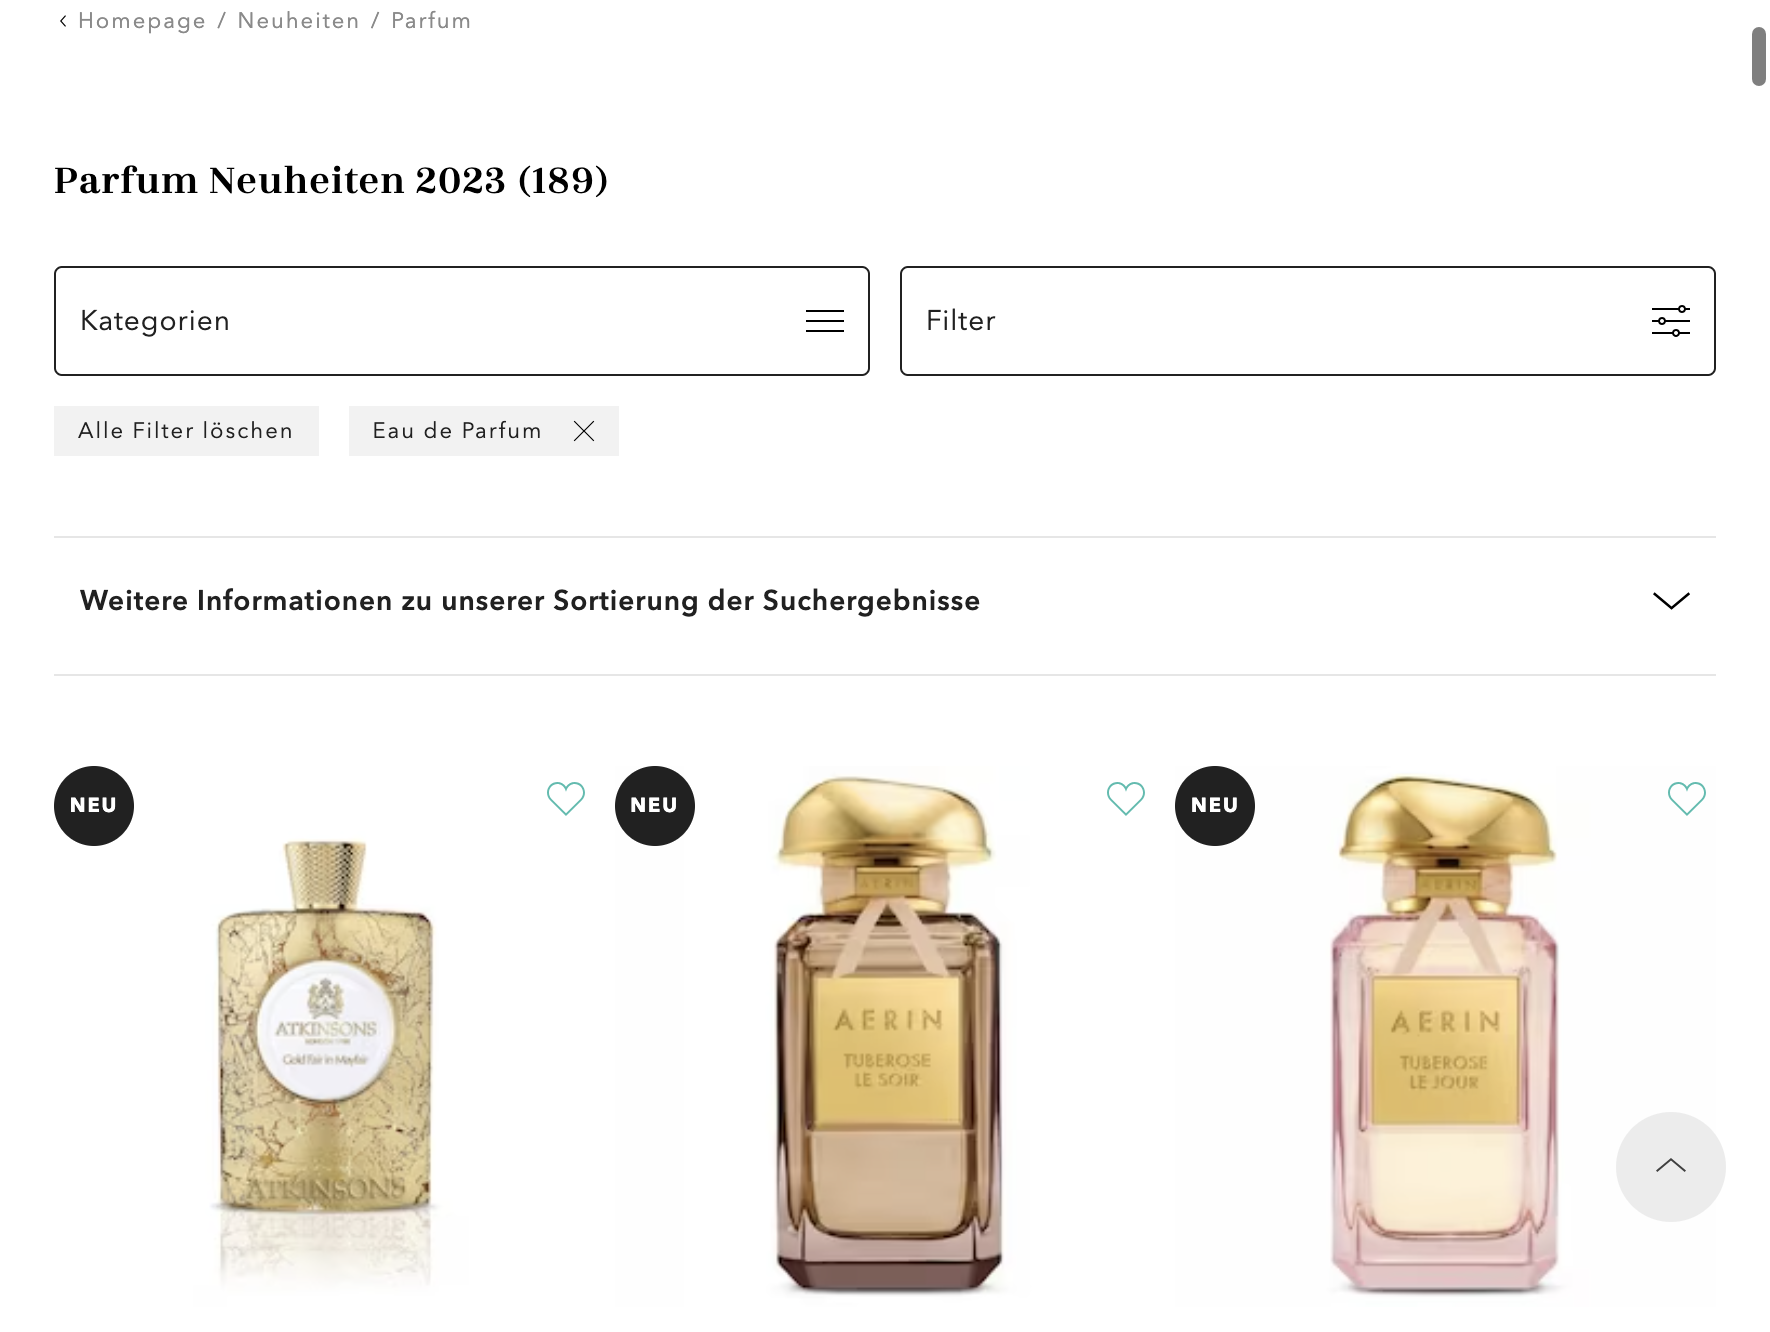 Homepage / Neuheiten / Parfum
Parfum Neuheiten 2023 (189)
Kategorien
Filter
Alle Filter löschen
Eau de Parfum
Weitere Informationen zu unserer Sortierung der Suchergebnisse
NEU
NEU
NEU
ATKINSONS
Gold Fair in Mayfair
ATKINSONS
AERIN
AERIN
TUBEROSE
LE SOIR
AERIN
AERIN
TUBEROSE
LE JOUR